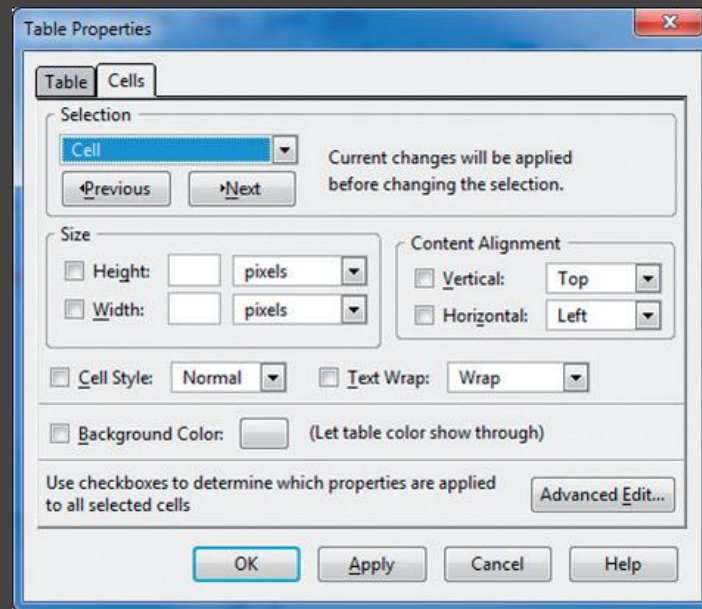 Table Properties
Table Cells
Selection
Cell
Previous Next
Current changes will be applied
before changing the selection.
Size
Height: pixels
Width: pixels
Content Alignment
Vertical: Top
Horizontal: Left
Cell Style: Normal Text Wrap: Wrap
Background Color: (Let table color show through)
Use checkboxes to determine which properties are applied
to all selected cells
Advanced Edit...
OK Apply Cancel Help